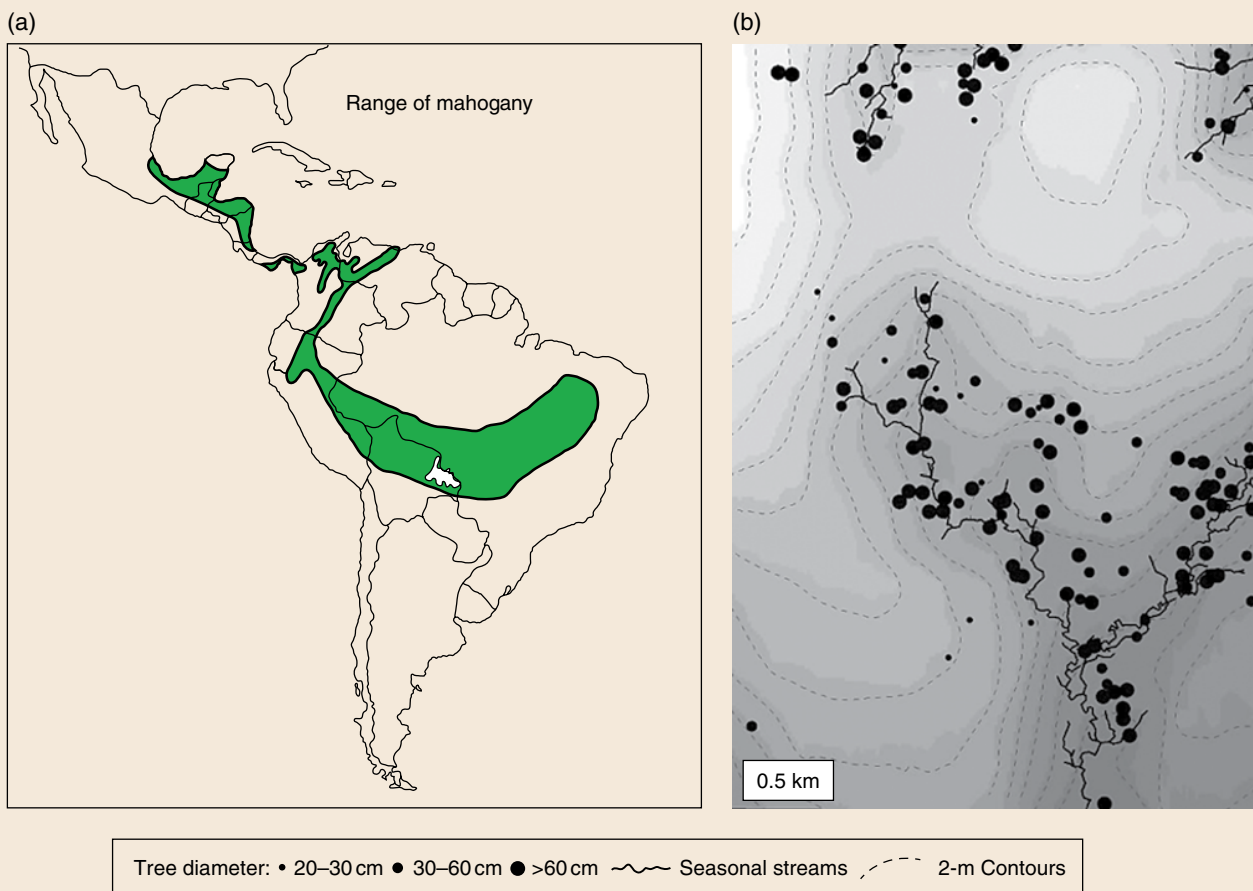 (a)
Range of mahogany
(b)
0.5 km
Tree diameter: • 20–30 cm ● 30–60 cm ● >60 cm Seasonal streams 2-m Contours